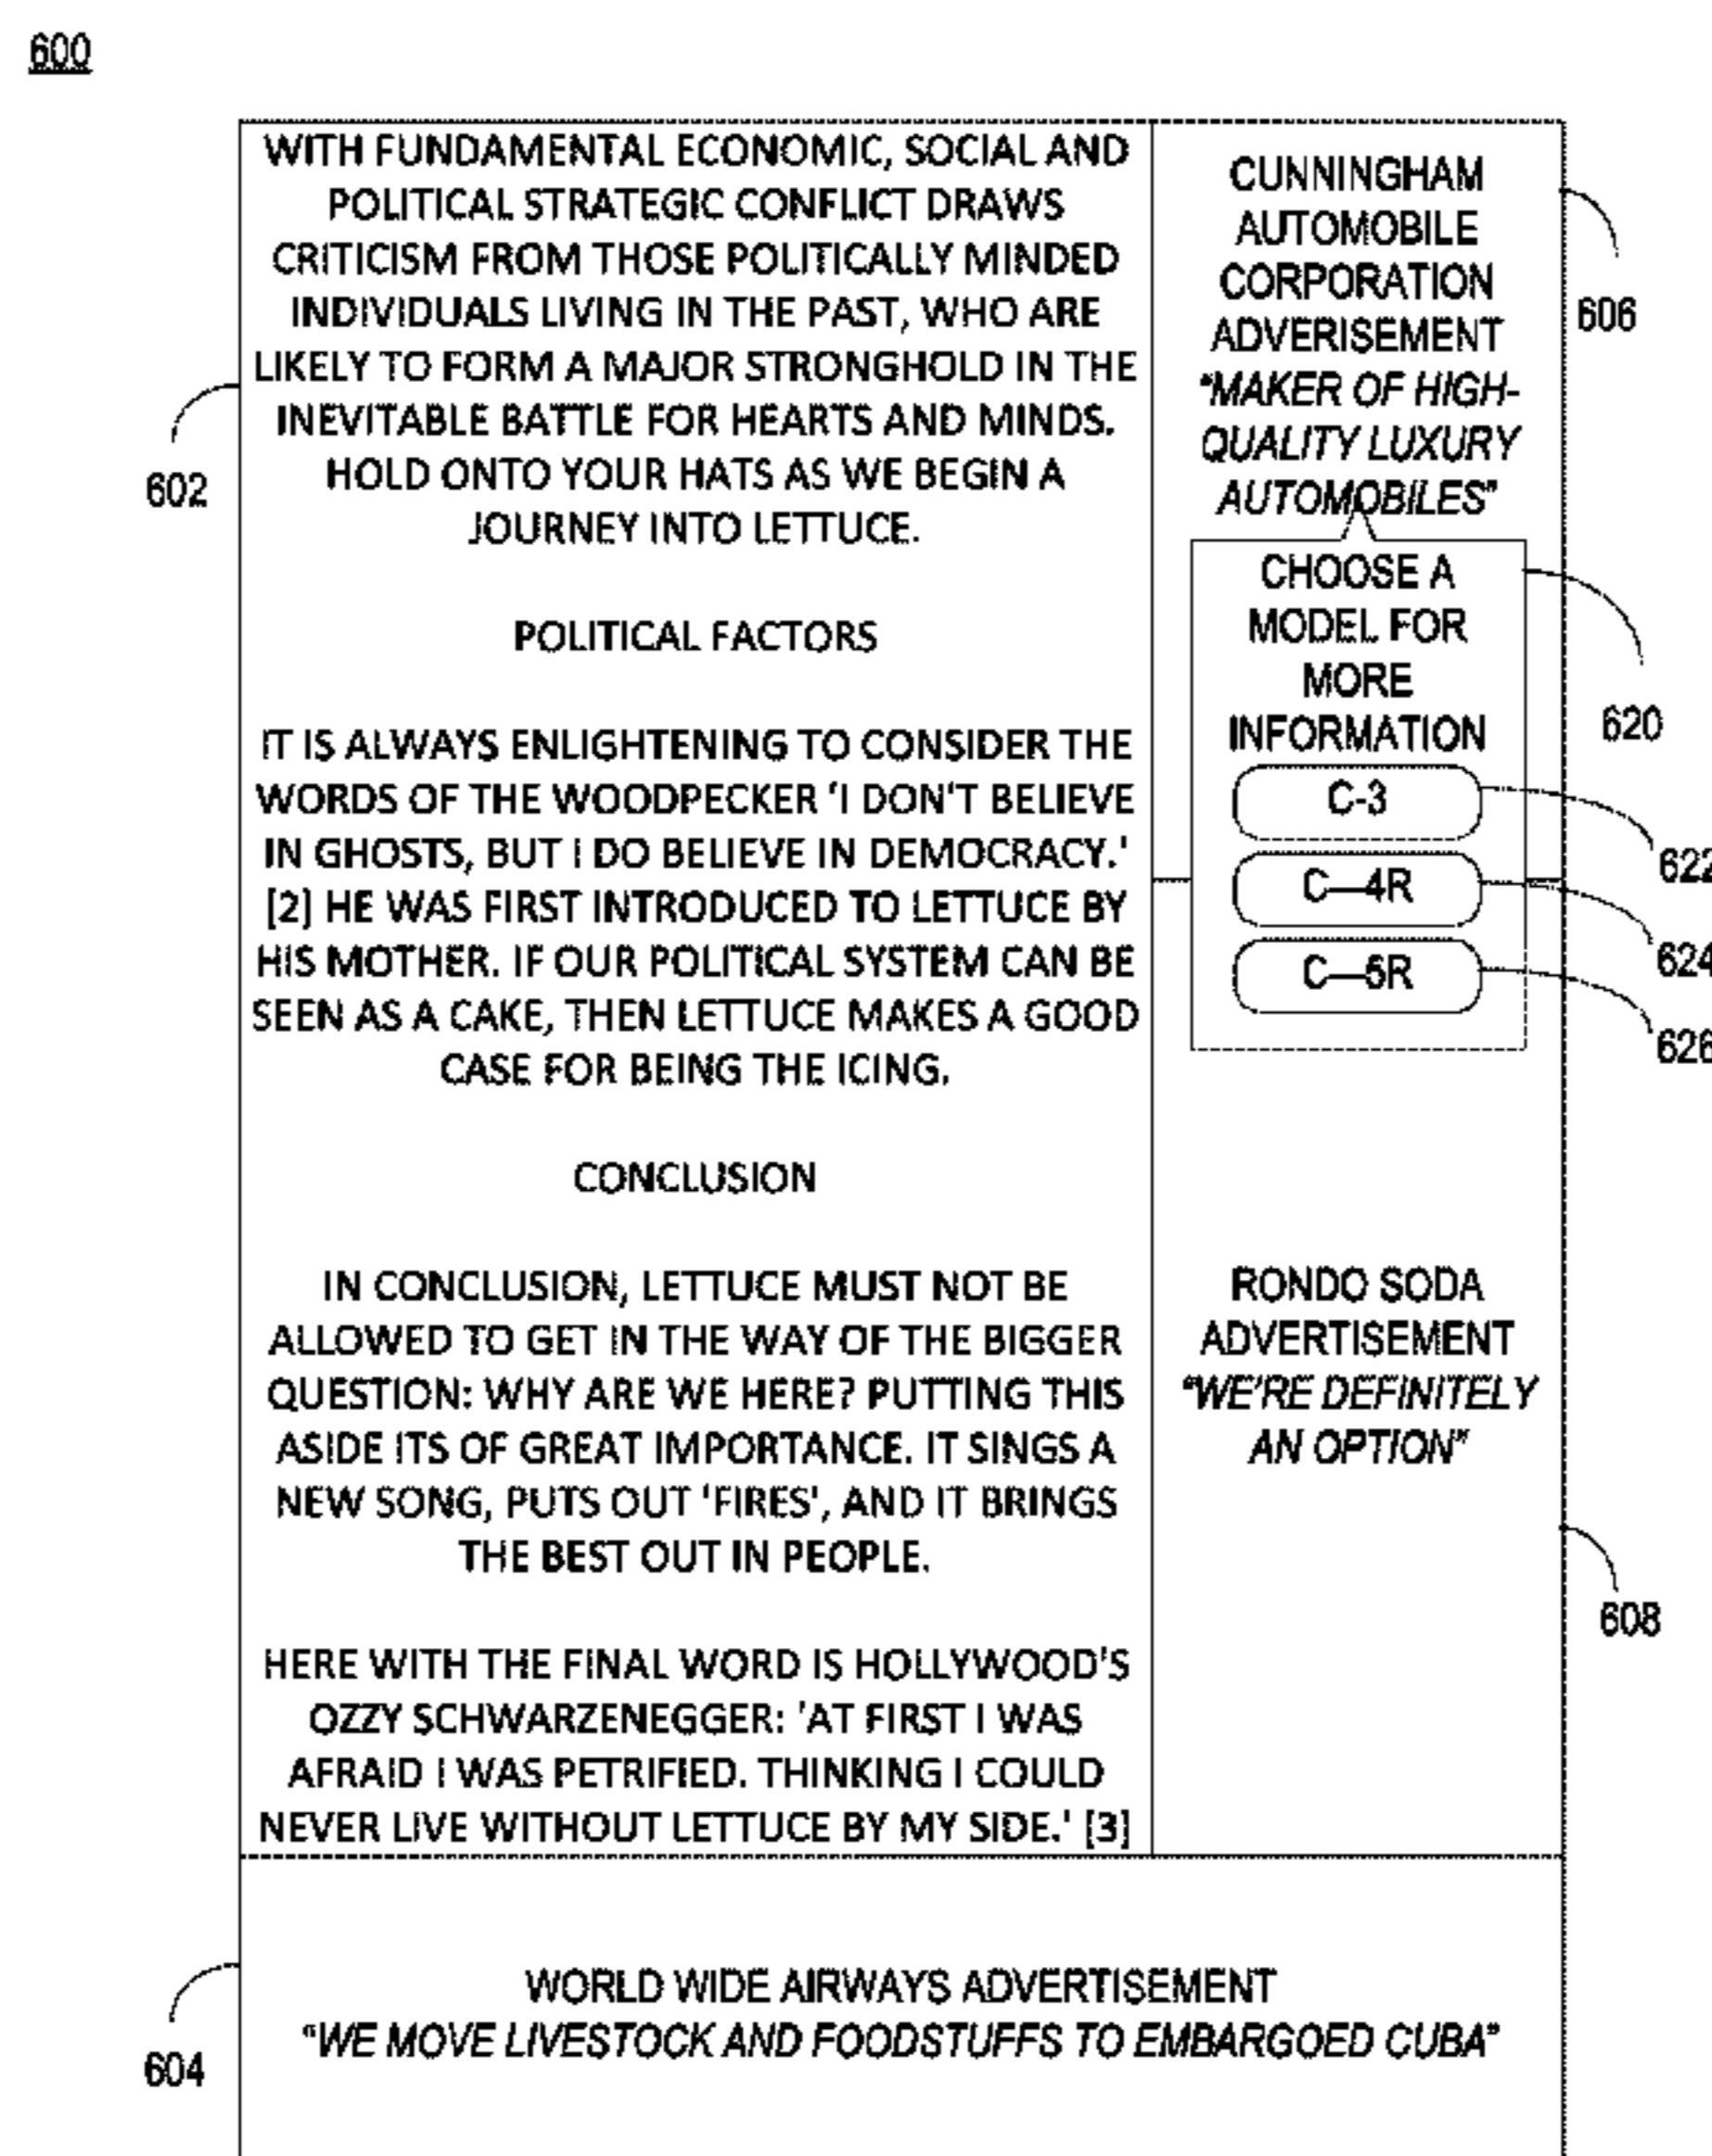 600
WITH FUNDAMENTAL ECONOMIC, SOCIAL AND
POLITICAL STRATEGIC CONFLICT DRAWS
CRITICISM FROM THOSE POLITICALLY MINDED
INDIVIDUALS LIVING IN THE PAST, WHO ARE
LIKELY TO FORM A MAJOR STRONGHOLD IN THE
INEVITABLE BATTLE FOR HEARTS AND MINDS.
HOLD ONTO YOUR HATS AS WE BEGIN A
JOURNEY INTO LETTUCE.
POLITICAL FACTORS
IT IS ALWAYS ENLIGHTENING TO CONSIDER THE
WORDS OF THE WOODPECKER 'I DON'T BELIEVE
IN GHOSTS, BUT I DO BELIEVE IN DEMOCRACY.'
[2] HE WAS FIRST INTRODUCED TO LETTUCE BY
HIS MOTHER. IF OUR POLITICAL SYSTEM CAN BE
SEEN AS A CAKE, THEN LETTUCE MAKES A GOOD
CASE FOR BEING THE ICING.
CONCLUSION
IN CONCLUSION, LETTUCE MUST NOT BE
ALLOWED TO GET IN THE WAY OF THE BIGGER
QUESTION: WHY ARE WE HERE? PUTTING THIS
ASIDE ITS OF GREAT IMPORTANCE. IT SINGS A
NEW SONG, PUTS OUT 'FIRES', AND IT BRINGS
THE BEST OUT IN PEOPLE.
HERE WITH THE FINAL WORD IS HOLLYWOOD'S
OZZY SCHWARZENEGGER: 'AT FIRST I WAS
AFRAID I WAS PETRIFIED. THINKING I COULD
NEVER LIVE WITHOUT LETTUCE BY MY SIDE.' [3]
602
CUNNINGHAM
AUTOMOBILE
CORPORATION
ADVERISEMENT
"MAKER OF HIGH-
QUALITY LUXURY
AUTOMOBILES"
606
CHOOSE A
MODEL FOR
MORE
INFORMATION
620
C-3
622
C—4R
624
C—5R
626
RONDO SODA
ADVERTISEMENT
"WE'RE DEFINITELY
AN OPTION"
608
WORLD WIDE AIRWAYS ADVERTISEMENT
"WE MOVE LIVESTOCK AND FOODSTUFFS TO EMBARGOED CUBA"
604